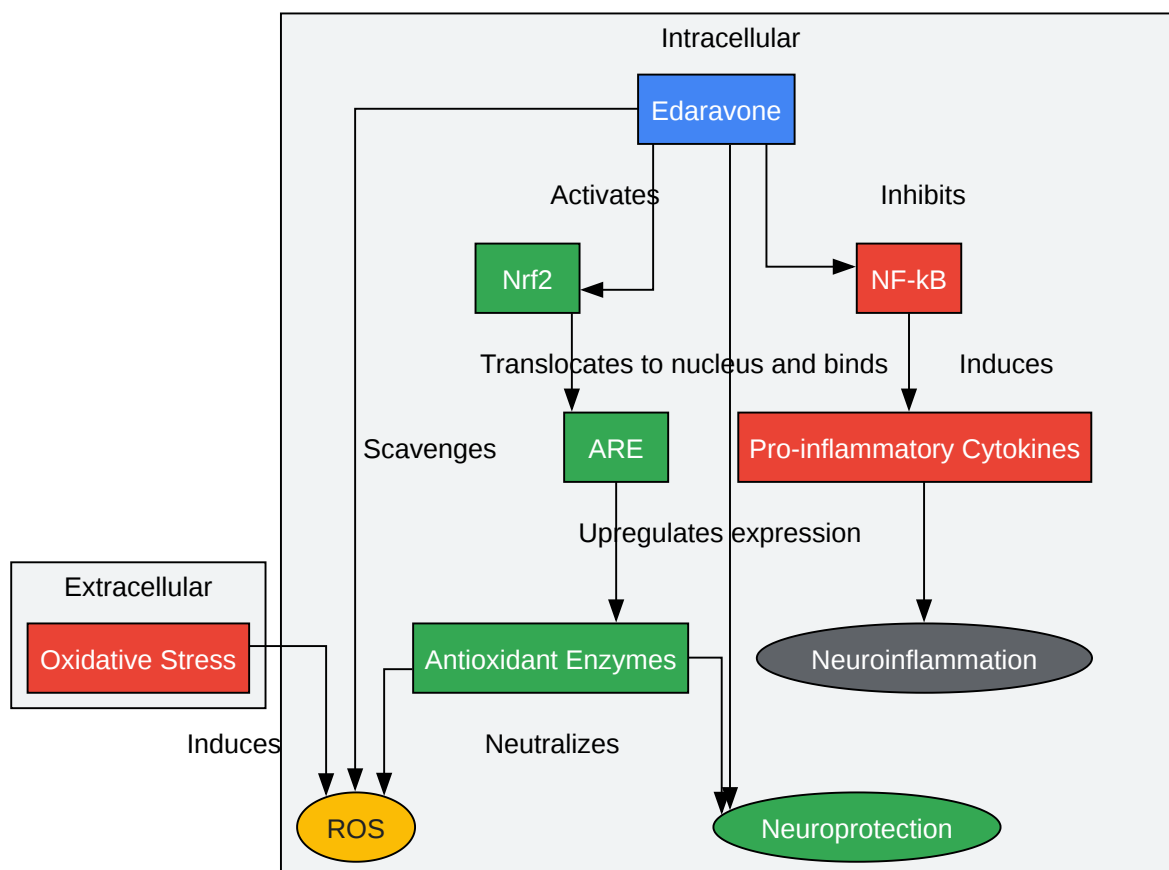 Intracellular
Edaravone
Activates
Inhibits
Nrf2
NF-kB
Translocates to nucleus and binds
Induces
Scavenges
ARE
Pro-inflammatory Cytokines
Upregulates expression
Extracellular
Oxidative Stress
Antioxidant Enzymes
Neuroinflammation
Induces
Neutralizes
ROS
Neuroprotection